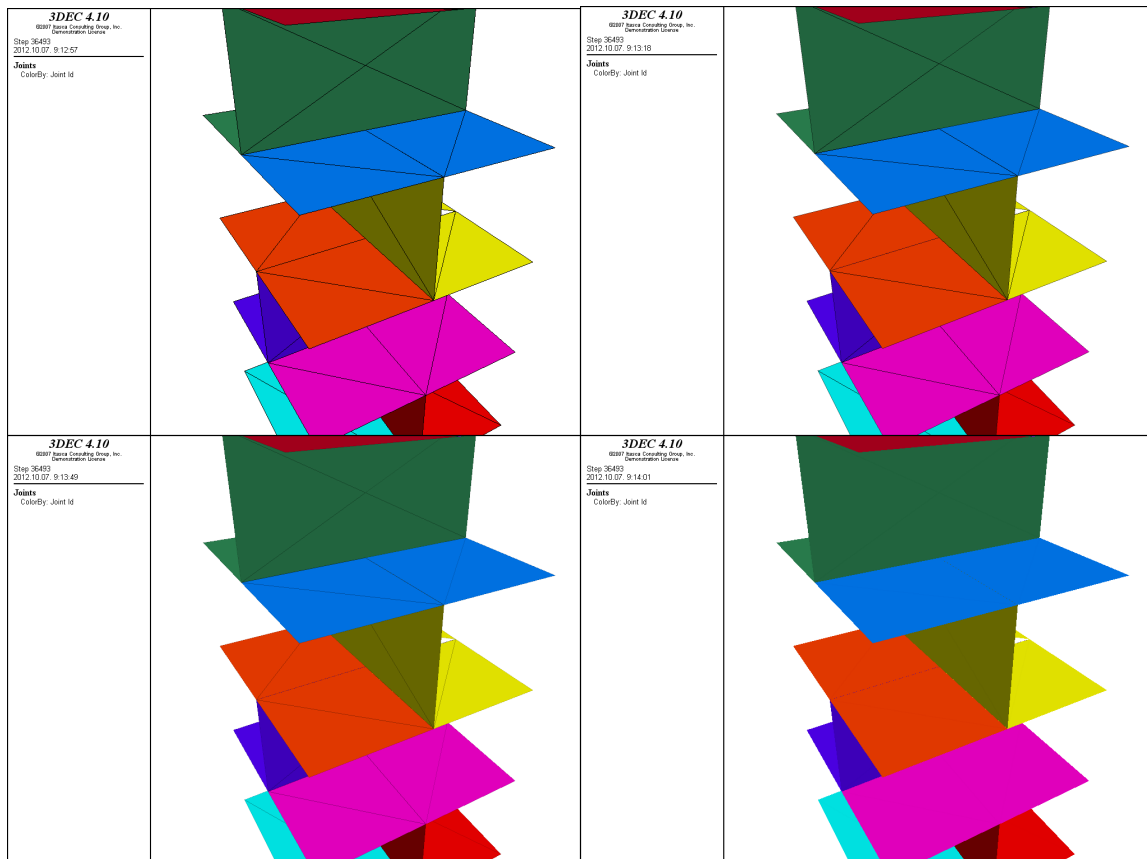 3DEC 4.10
©2007 Itasca Consulting Group, Inc.
Demonstration License
Step 36493
2012.10.07. 9:12:57
Joints
ColorBy: Joint Id
3DEC 4.10
©2007 Itasca Consulting Group, Inc.
Demonstration License
Step 36493
2012.10.07. 9:13:18
Joints
ColorBy: Joint Id
3DEC 4.10
©2007 Itasca Consulting Group, Inc.
Demonstration License
Step 36493
2012.10.07. 9:13:49
Joints
ColorBy: Joint Id
3DEC 4.10
©2007 Itasca Consulting Group, Inc.
Demonstration License
Step 36493
2012.10.07. 9:14:01
Joints
ColorBy: Joint Id